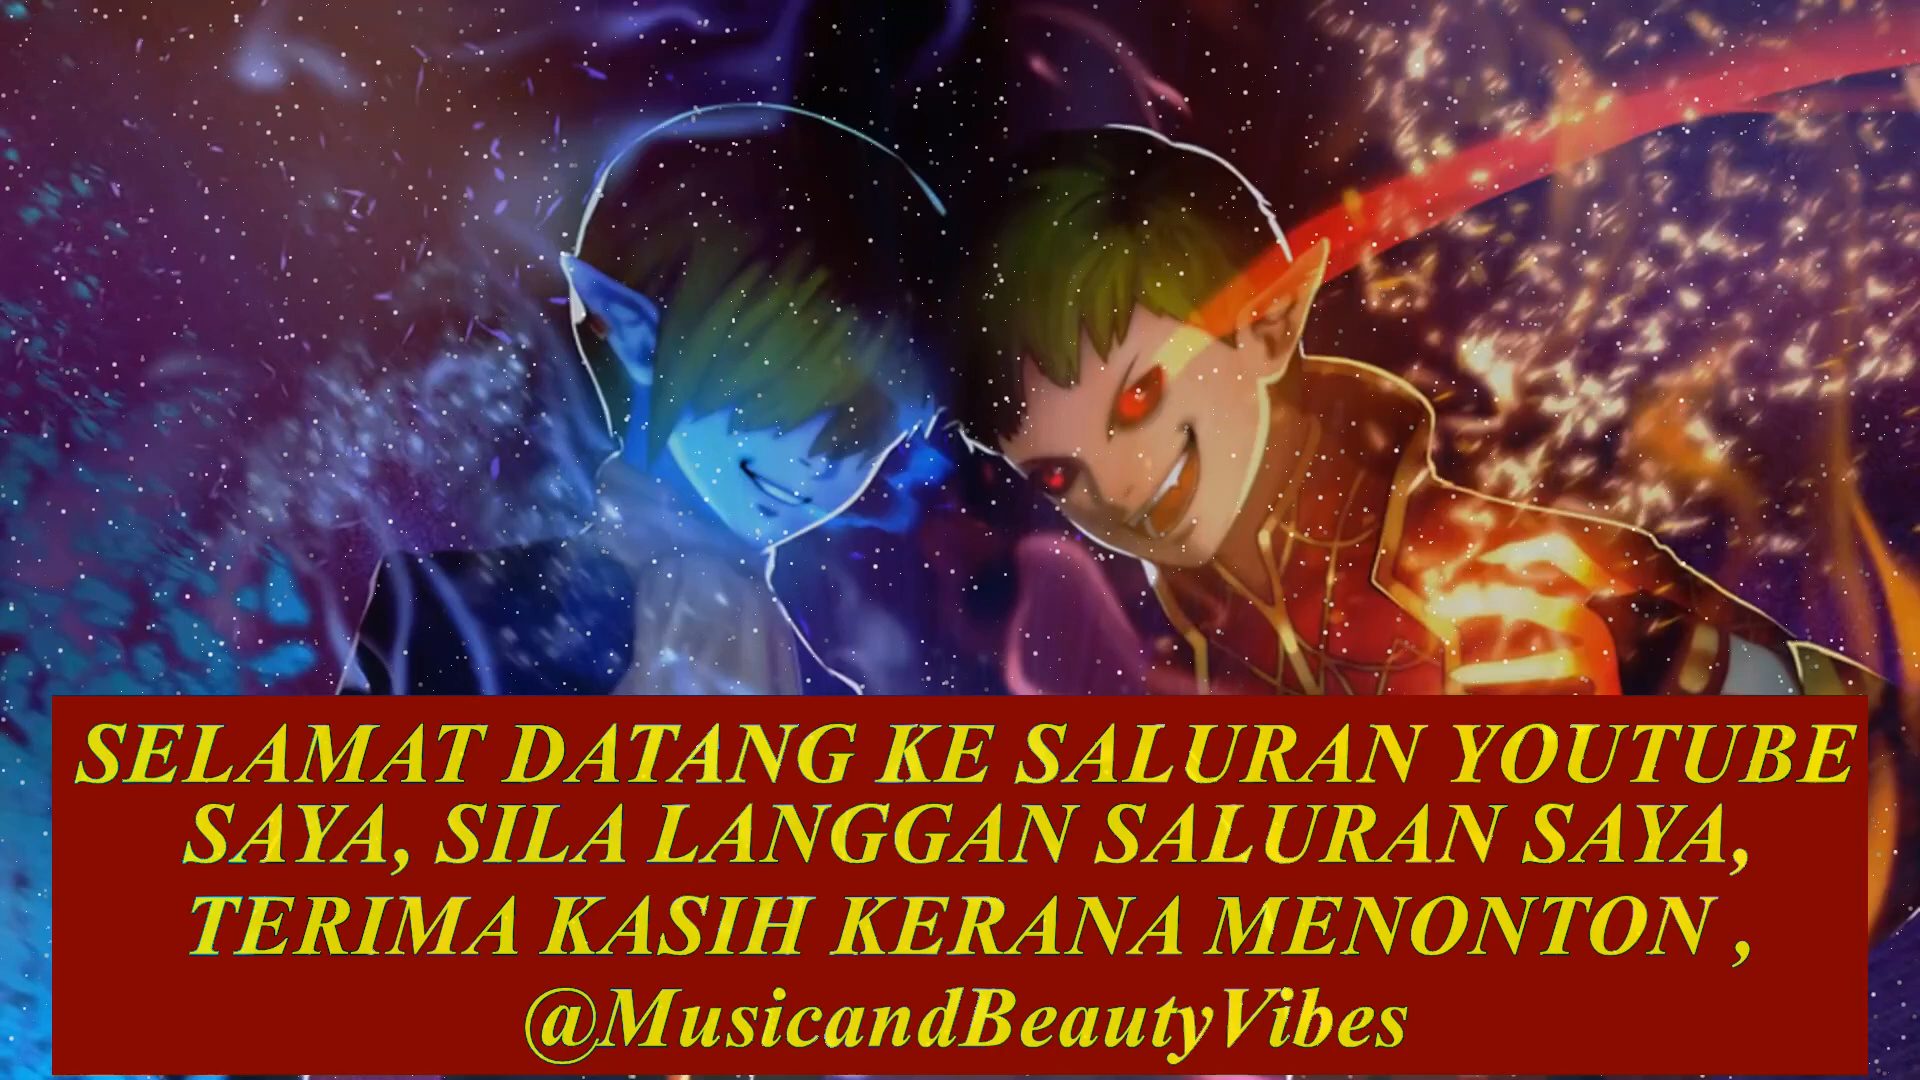 SELAMAT DATANG KE SALURAN YOUTUBE
SAYA, SILA LANGGAN SALURAN SAYA,
TERIMA KASIH KERANA MENONTON ,
@MusicandBeautyVibes